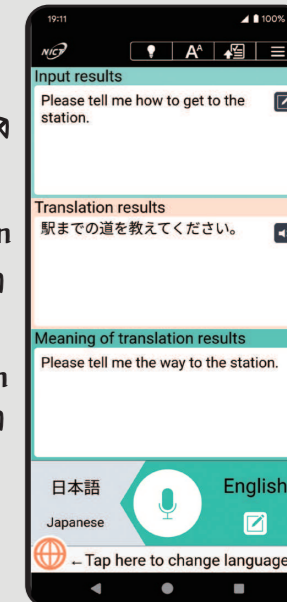 19:11
100%
NICT
Aᴬ
Input results
Please tell me how to get to the
station.
Translation results
駅までの道を教えてください。
Meaning of translation results
Please tell me the way to the station.
日本語
English
Japanese
←Tap here to change language